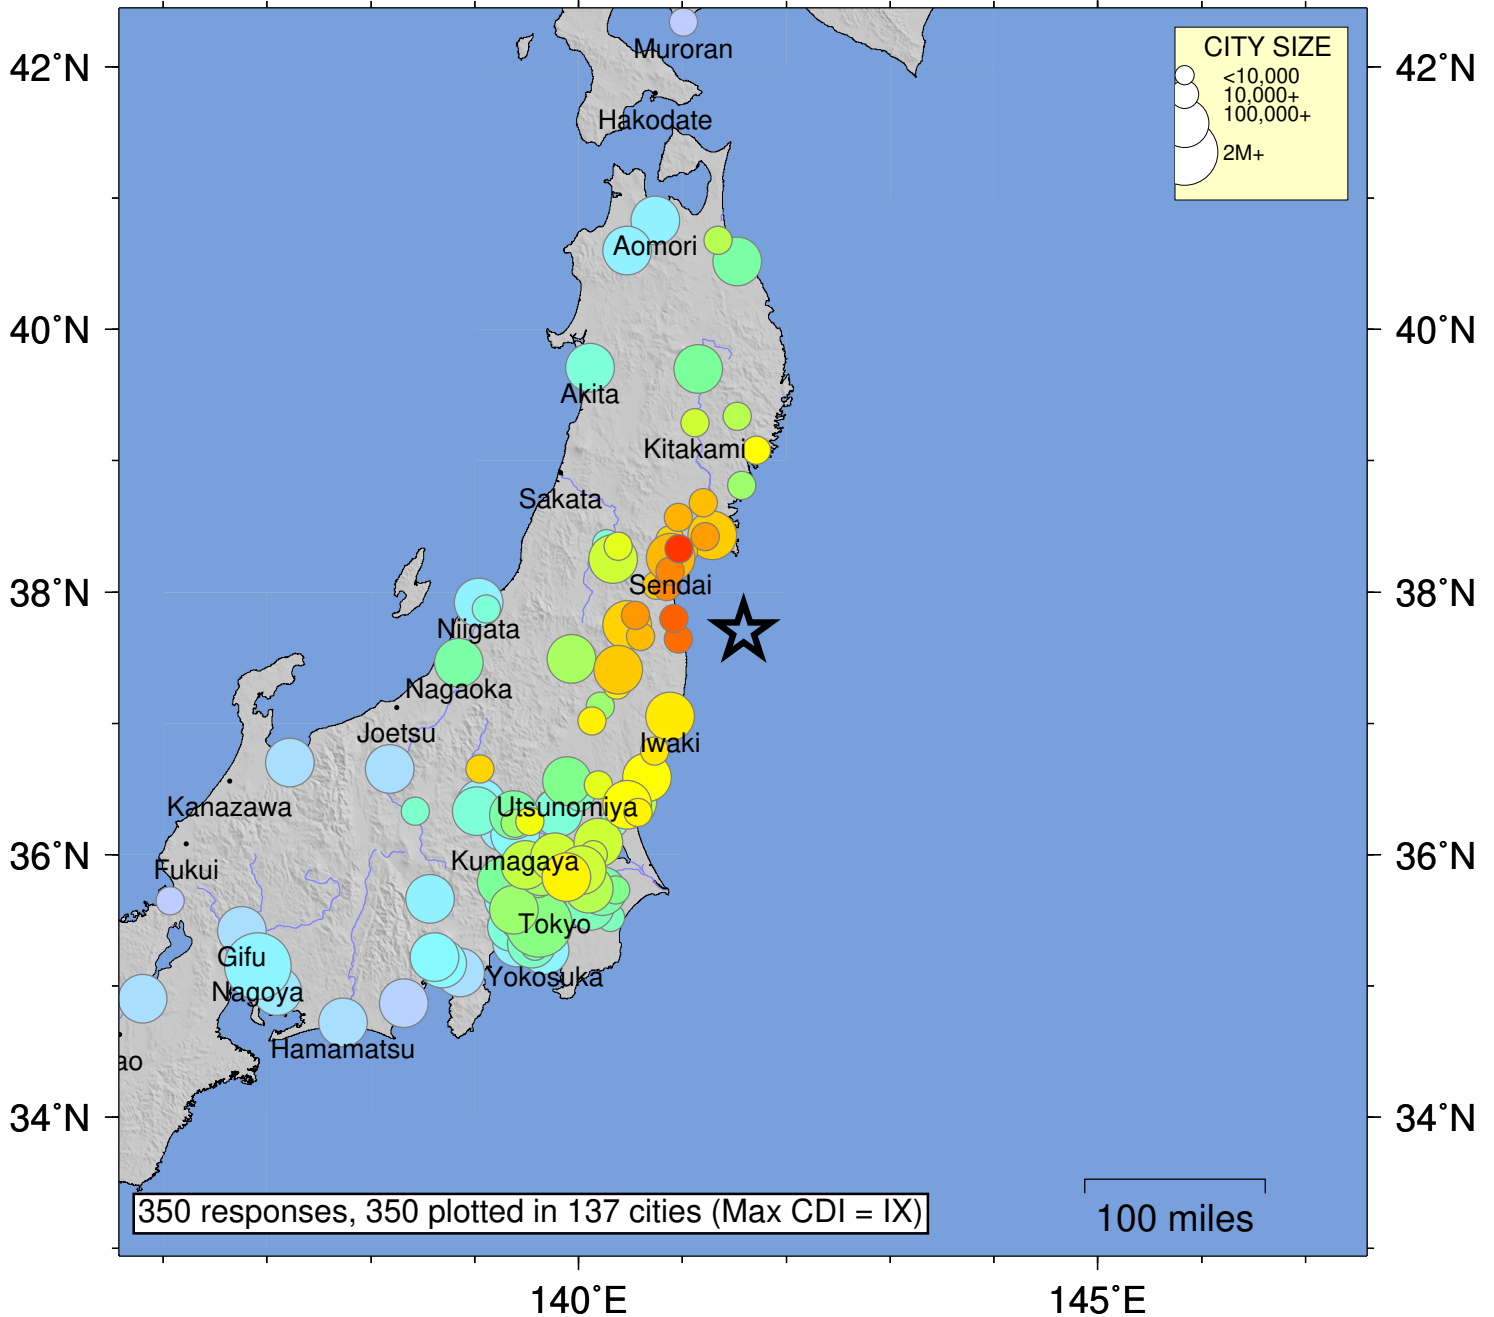 42°N
42°N
CITY SIZE
<10,000
10,000+
100,000+
2M+
Muroran
Hakodate
Aomori
40°N
40°N
Akita
Kitakami
Sakata
38°N
38°N
Sendai
Niigata
Nagaoka
Joetsu
Iwaki
Kanazawa
Utsunomiya
36°N
36°N
Kumagaya
Fukui
Tokyo
Gifu
Yokosuka
Nagoya
Hamamatsu
ao
34°N
34°N
350 responses, 350 plotted in 137 cities (Max CDI = IX)
100 miles
140°E
145°E